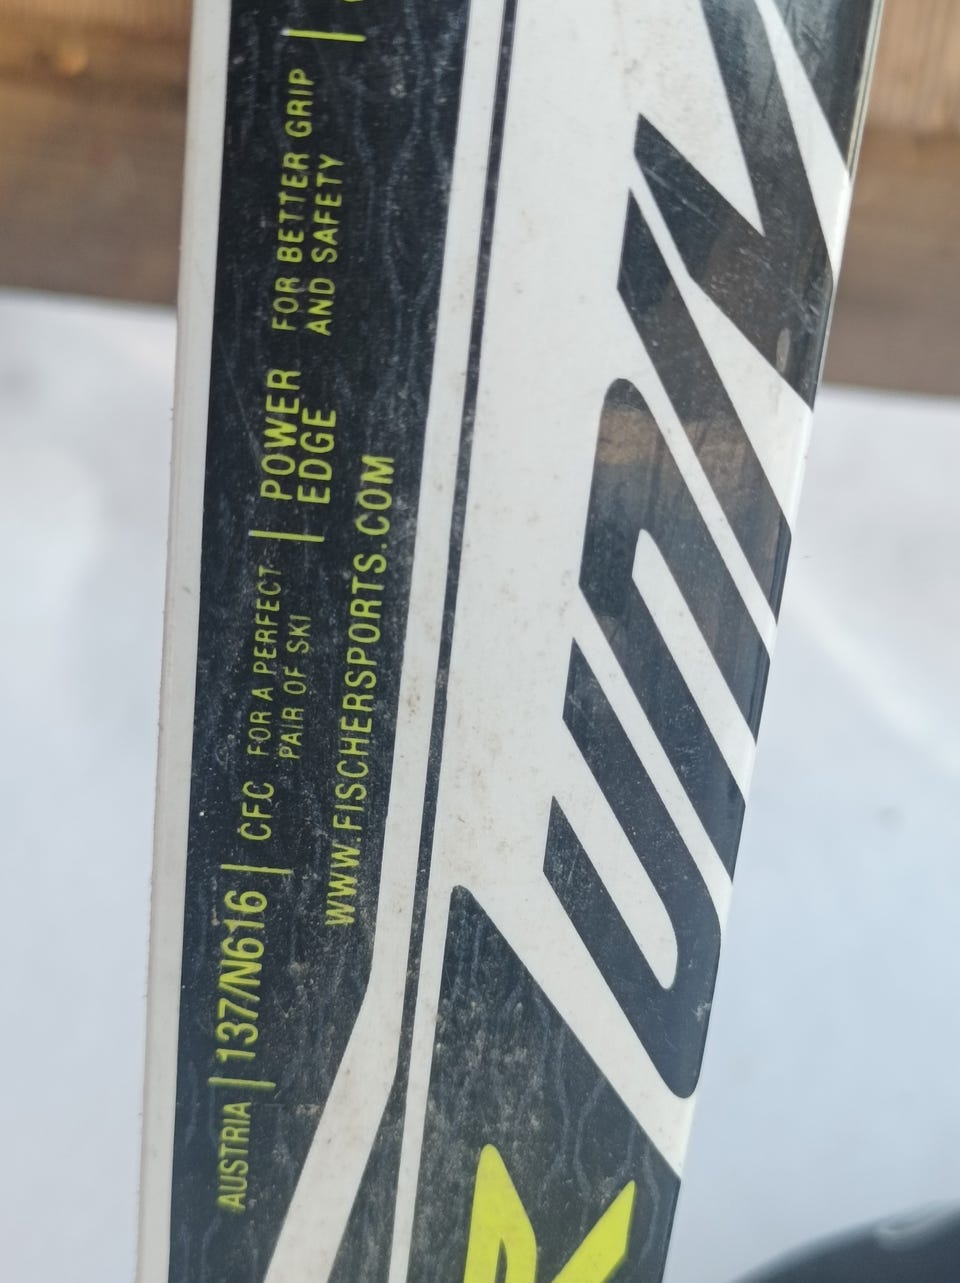 AUSTRIA | 137/N616 | CFC FOR A PERFECT PAIR OF SKI | POWER EDGE FOR BETTER GRIP AND SAFETY |
WWW.FISCHERSPORTS.COM